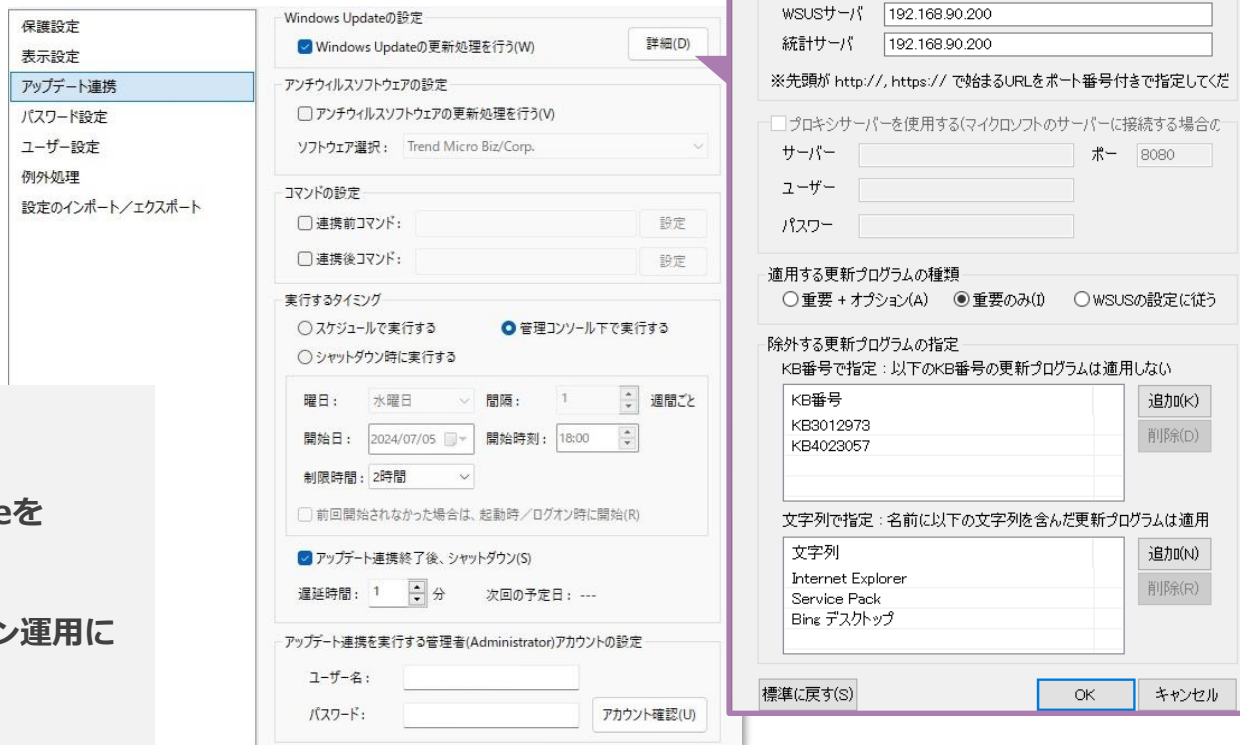 保護設定
表示設定
アップデート連携
パスワード設定
ユーザー設定
例外処理
設定のインポート／エクスポート
eを
ン運用に
Windows Updateの設定
Windows Updateの更新処理を行う(W)
詳細(D)
アンチウィルスソフトウェアの設定
アンチウィルスソフトウェアの更新処理を行う(V)
ソフトウェア選択： Trend Micro Biz/Corp.
コマンドの設定
連携前コマンド： 設定
連携後コマンド： 設定
実行するタイミング
スケジュールで実行する 管理コンソール下で実行する
シャットダウン時に実行する
曜日： 水曜日 間隔： 1 週間ごと
開始日： 2024/07/05 開始時刻： 18:00
制限時間： 2時間
前回開始されなかった場合は、起動時／ログオン時に開始(R)
アップデート連携終了後、シャットダウン(S)
遅延時間： 1 分 次回の予定日： ---
アップデート連携を実行する管理者(Administrator)アカウントの設定
ユーザー名：
パスワード： アカウント確認(U)
WSUSサーバ 192.168.90.200
統計サーバ 192.168.90.200
※先頭が http://, https:// で始まるURLをポート番号付きで指定してくだ
プロキシサーバーを使用する(マイクロソフトのサーバーに接続する場合の
サーバー ポー 8080
ユーザー
パスワー
適用する更新プログラムの種類
重要 + オプション(A) 重要のみ(I) WSUSの設定に従う
除外する更新プログラムの指定
KB番号で指定：以下のKB番号の更新プログラムは適用しない
KB番号 追加(K)
KB3012973
KB4023057
削除(D)
文字列で指定：名前に以下の文字列を含んだ更新プログラムは適用
文字列 追加(N)
Internet Explorer
Service Pack
Bing デスクトップ
削除(R)
標準に戻す(S) OK キャンセル